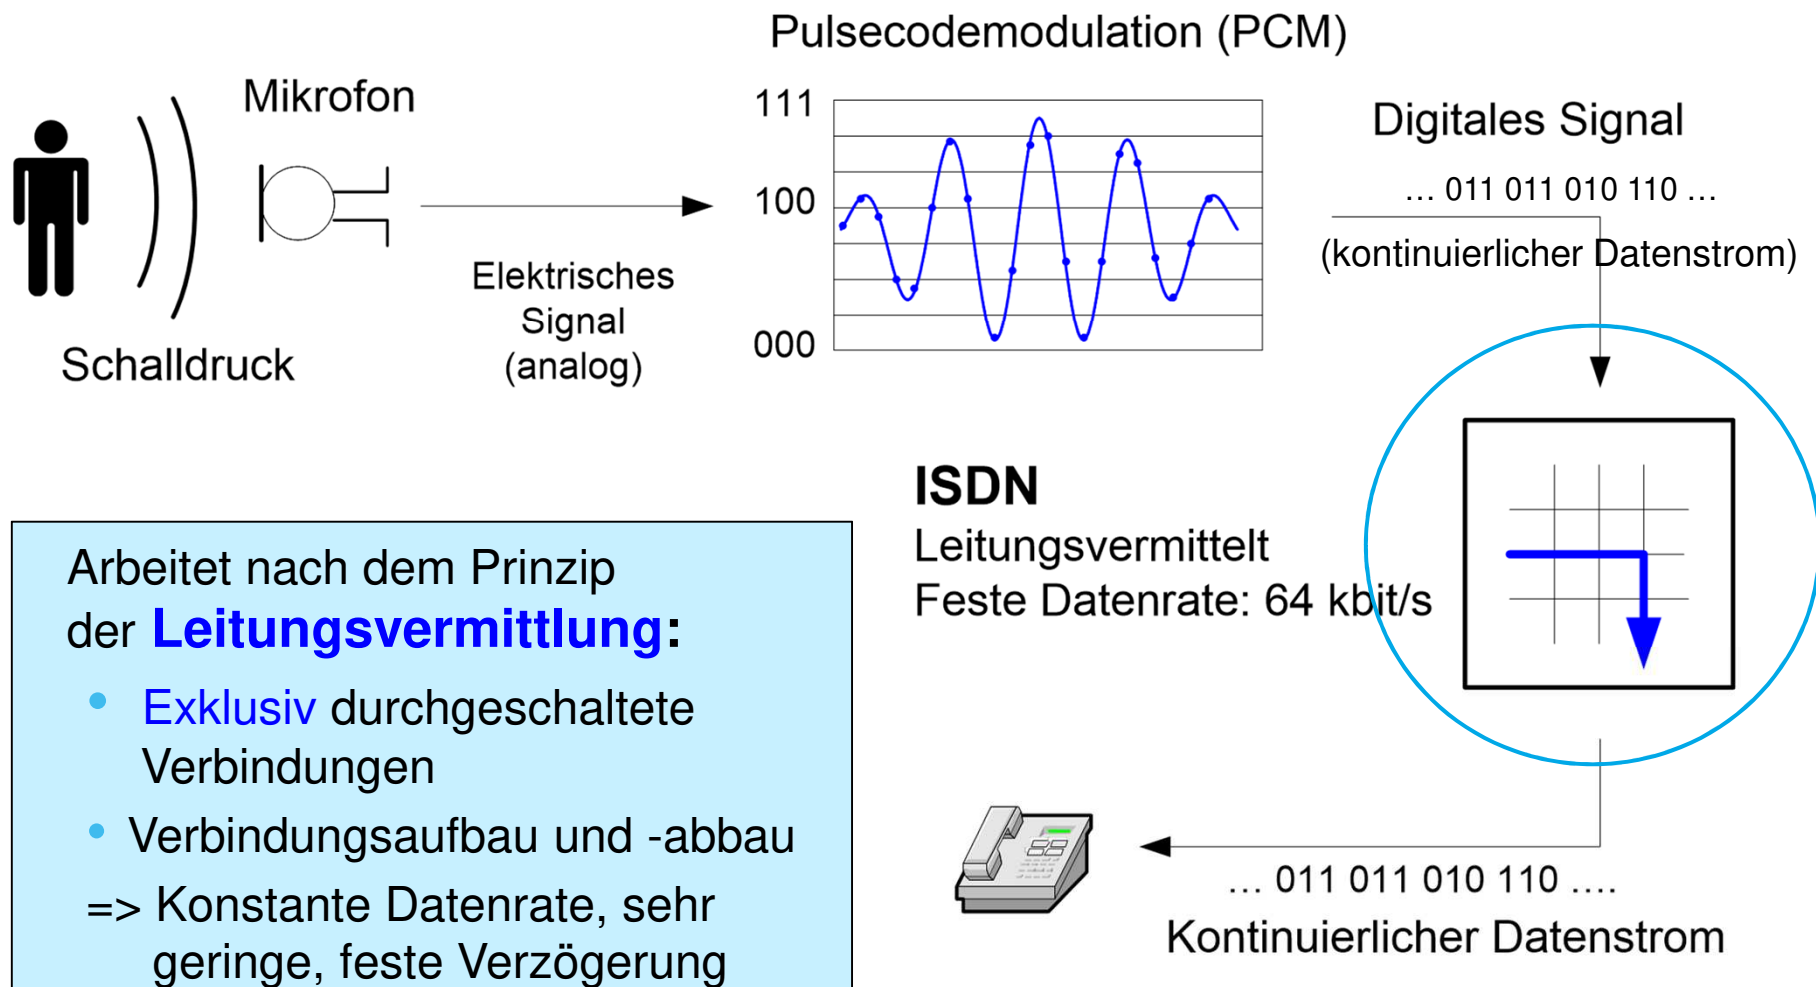 Pulsecodemodulation (PCM)
Mikrofon
111
100
000
Digitales Signal
... 011 011 010 110 ...
(kontinuierlicher Datenstrom)
Elektrisches
Signal
(analog)
Schalldruck
ISDN
Leitungsvermittelt
Feste Datenrate: 64 kbit/s
Arbeitet nach dem Prinzip
der Leitungsvermittlung:
• Exklusiv durchgeschaltete
Verbindungen
• Verbindungsaufbau und -abbau
=> Konstante Datenrate, sehr
geringe, feste Verzögerung
... 011 011 010 110 ....
Kontinuierlicher Datenstrom